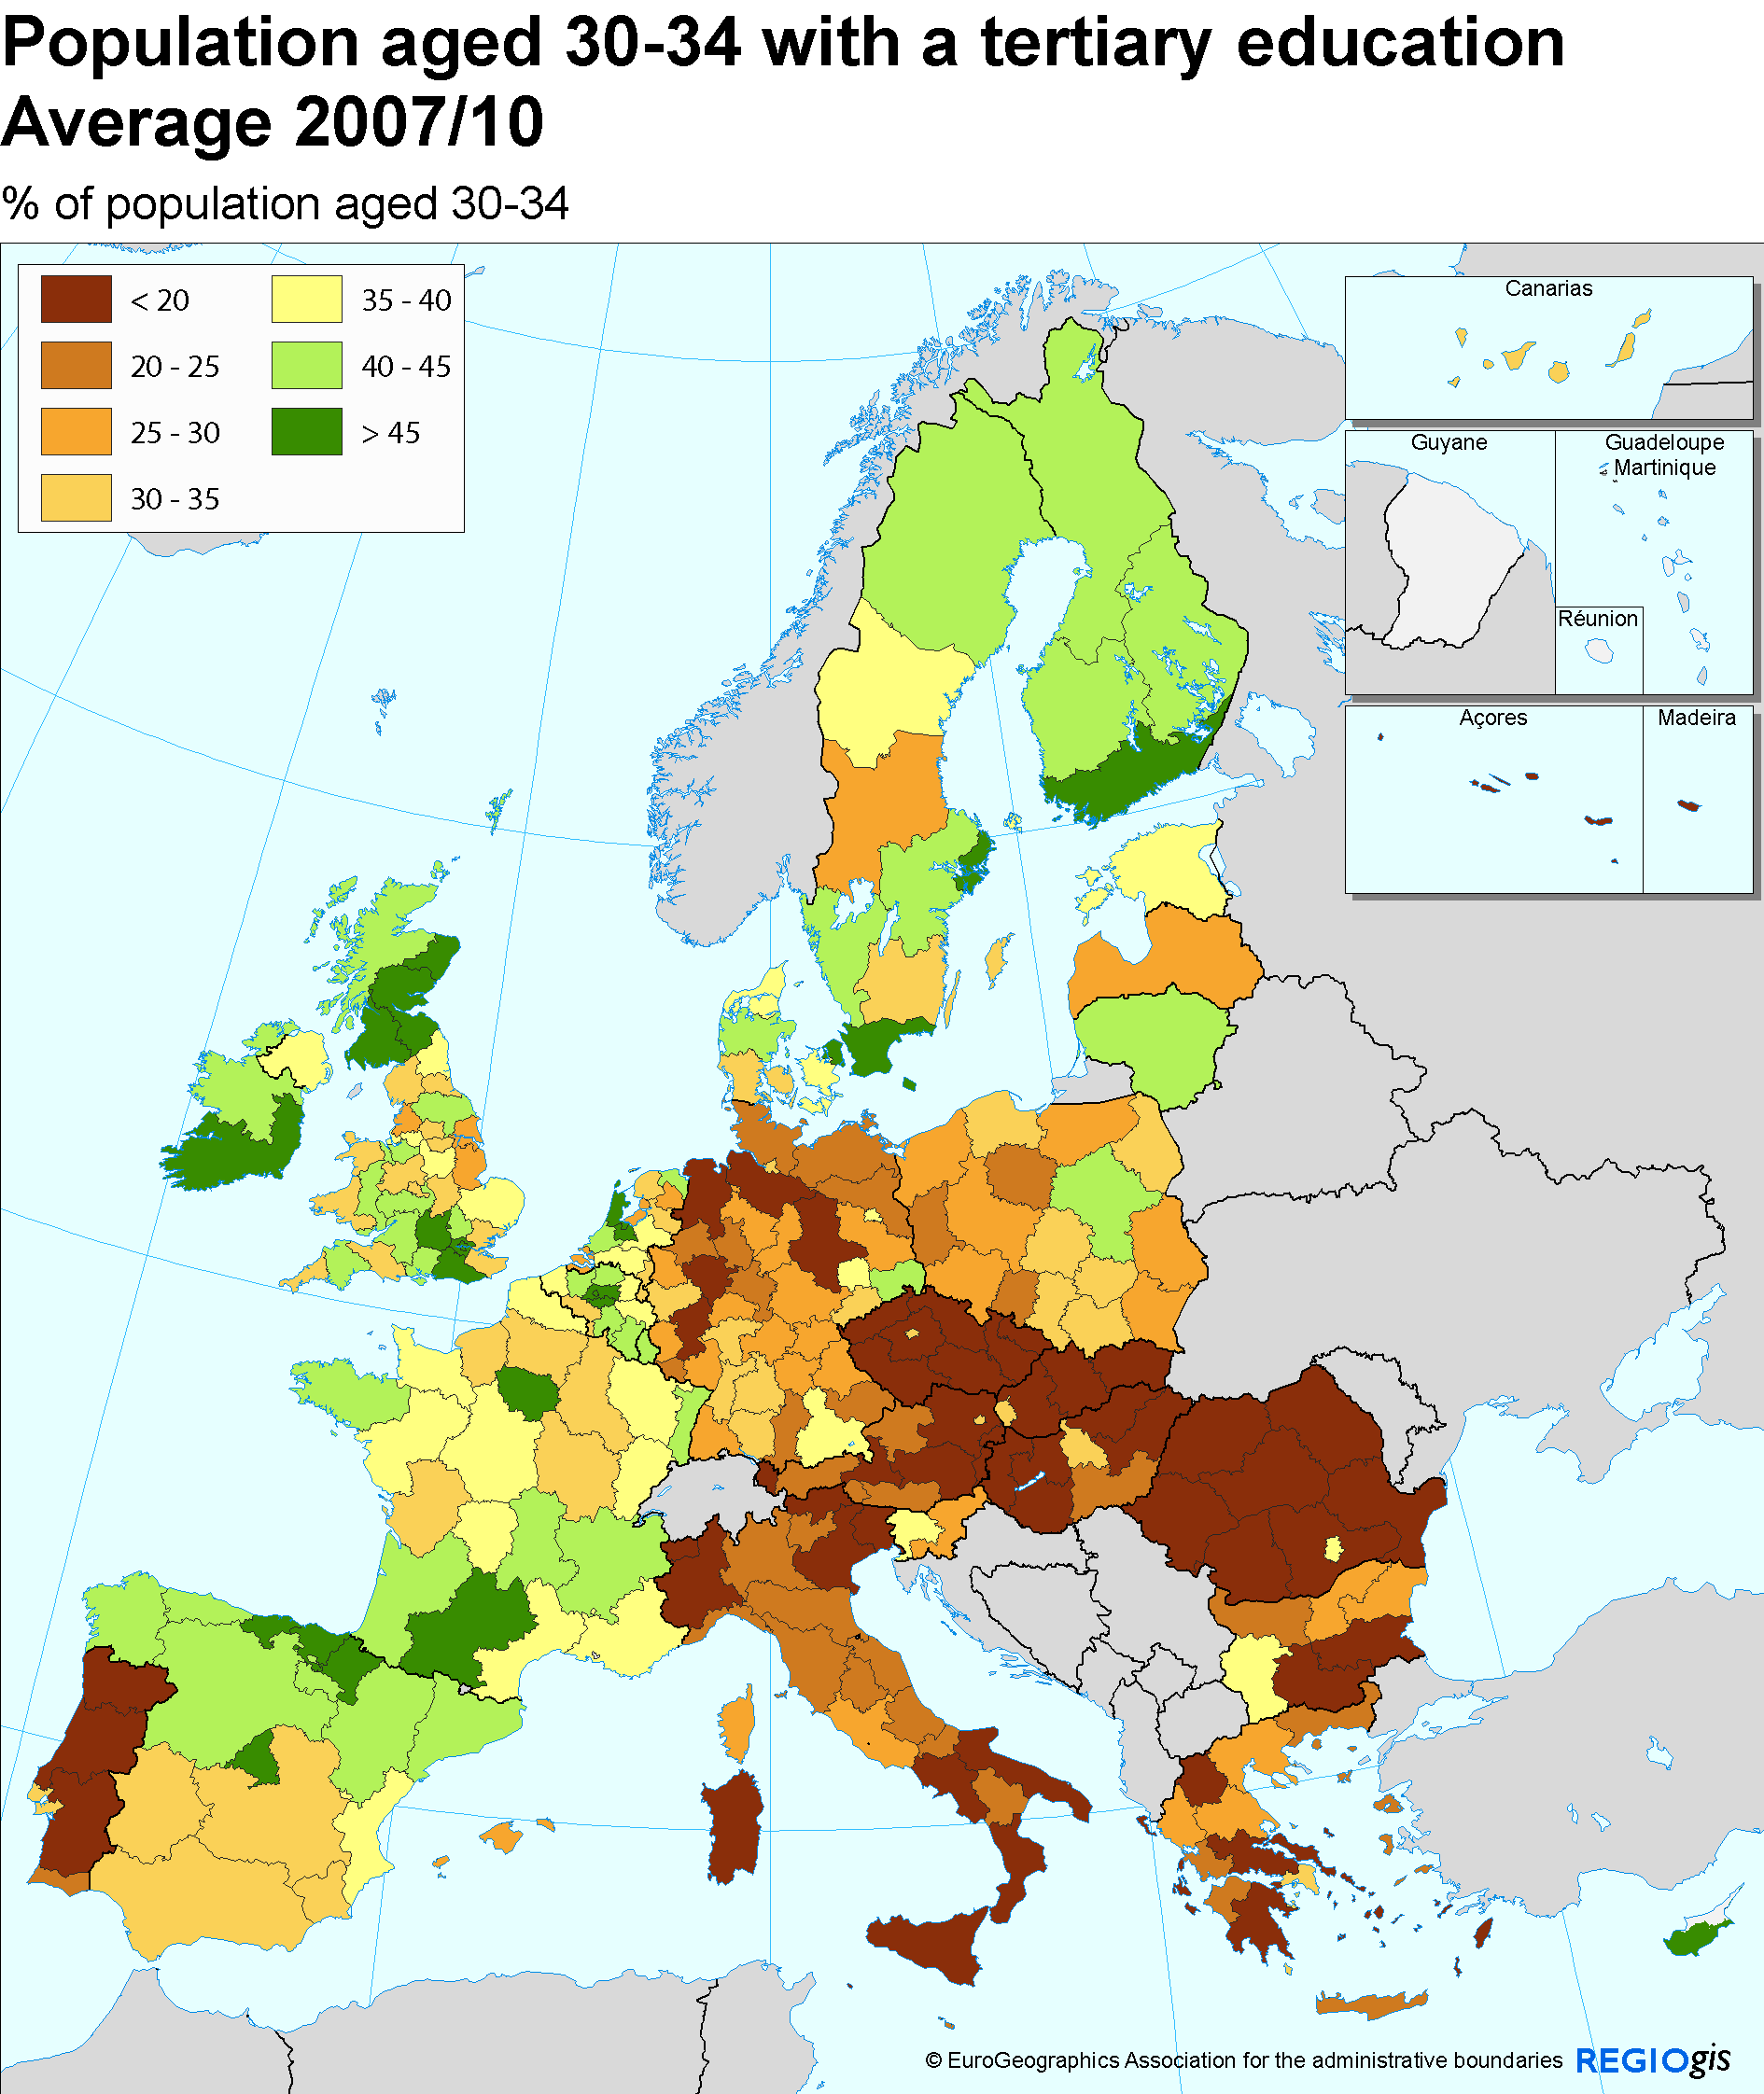 Population aged 30-34 with a tertiary education
Average 2007/10
% of population aged 30-34
< 20
20 - 25
25 - 30
30 - 35
35 - 40
40 - 45
> 45
Canarias
Guyane
Guadeloupe
Martinique
Réunion
Açores
Madeira
© EuroGeographics Association for the administrative boundaries
REGIOgis